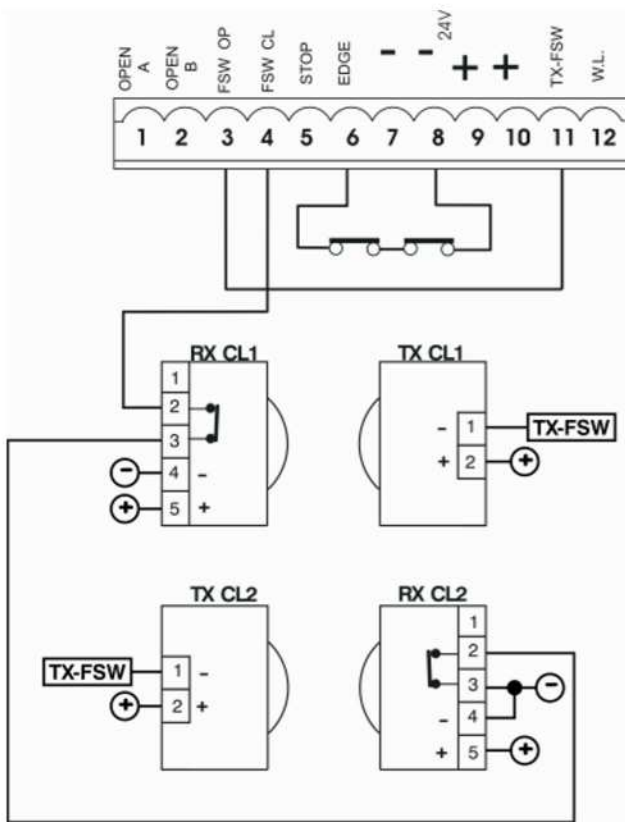 OPEN A
OPEN B
FSW OP
FSW CL
STOP
EDGE
-
-
24V
+
+
TX-FSW
W.L.
1 2 3 4 5 6 7 8 9 10 11 12
RX CL1
1
2
3
- 4 -
+ 5 +
TX CL1
- 1 TX-FSW
+ 2 +
TX CL2
TX-FSW 1 -
+ 2 +
RX CL2
1
2
3 -
- 4
+ 5 +